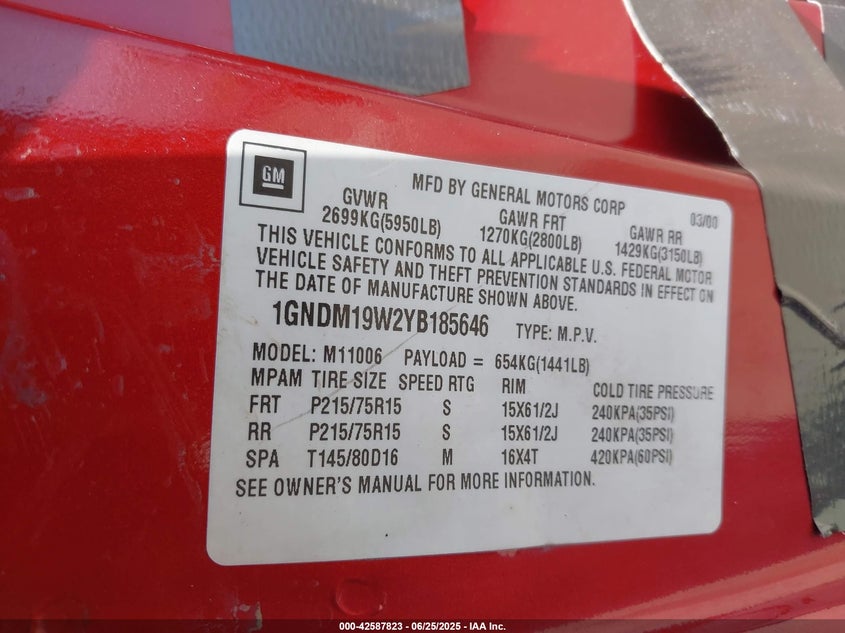 GM
MFD BY GENERAL MOTORS CORP 03/00
GVWR GAWR FRT GAWR RR
2699KG(5950LB) 1270KG(2800LB) 1429KG(3150LB)
THIS VEHICLE CONFORMS TO ALL APPLICABLE U.S. FEDERAL MOTOR
VEHICLE SAFETY AND THEFT PREVENTION STANDARDS IN EFFECT ON
THE DATE OF MANUFACTURE SHOWN ABOVE.
1GNDM19W2YB185646 TYPE: M.P.V.
MODEL: M11006 PAYLOAD = 654KG(1441LB)
MPAM TIRE SIZE SPEED RTG RIM COLD TIRE PRESSURE
FRT P215/75R15 S 15X61/2J 240KPA(35PSI)
RR P215/75R15 S 15X61/2J 240KPA(35PSI)
SPA T145/80D16 M 16X4T 420KPA(60PSI)
SEE OWNER'S MANUAL FOR MORE INFORMATION.
000-42587823 / 06/25/2025 - IAA Inc.